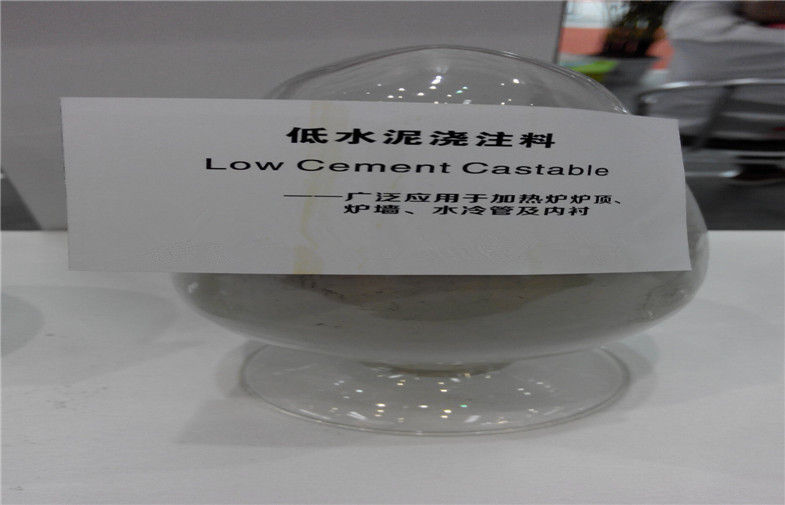 低水泥浇注料
Low Cement Castable
——广泛应用于加热炉炉顶、
炉墙、水冷管及内衬